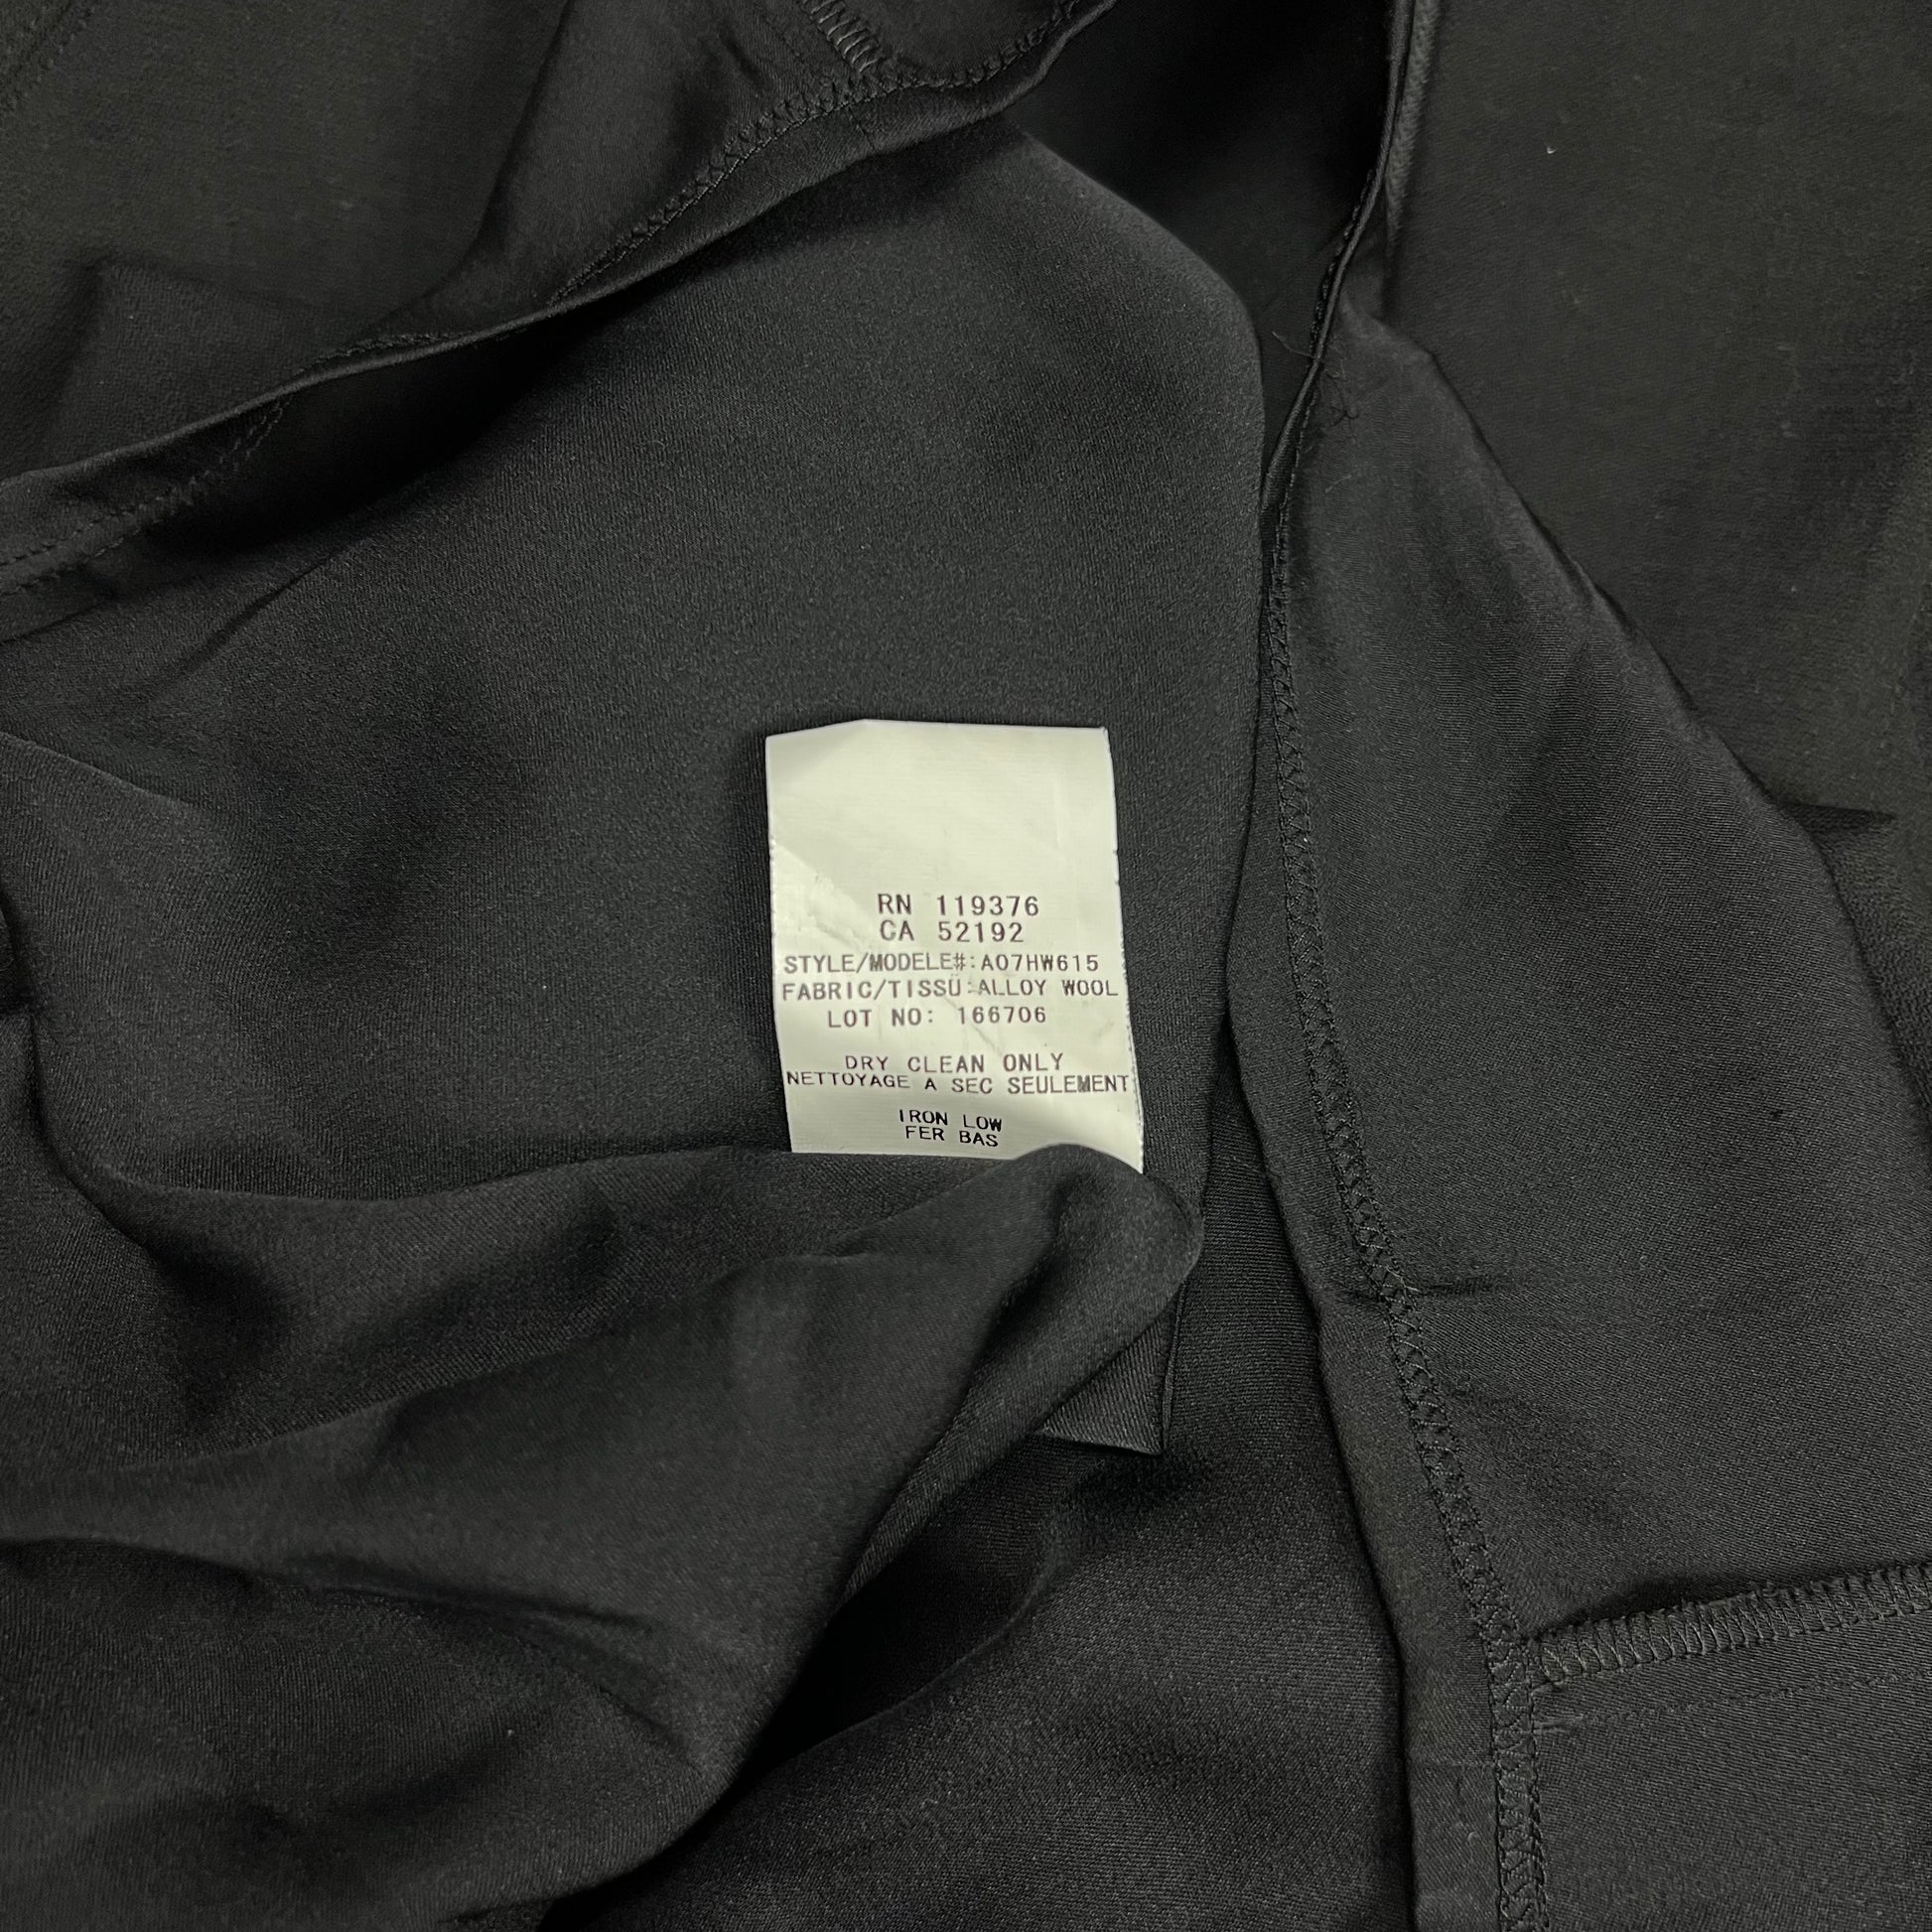 RN 119376
CA 52192
STYLE/MODELE#:A07HW615
FABRIC/TISSU:ALLOY WOOL
LOT NO: 166706
DRY CLEAN ONLY
NETTOYAGE A SEC SEULEMENT
IRON LOW
FER BAS